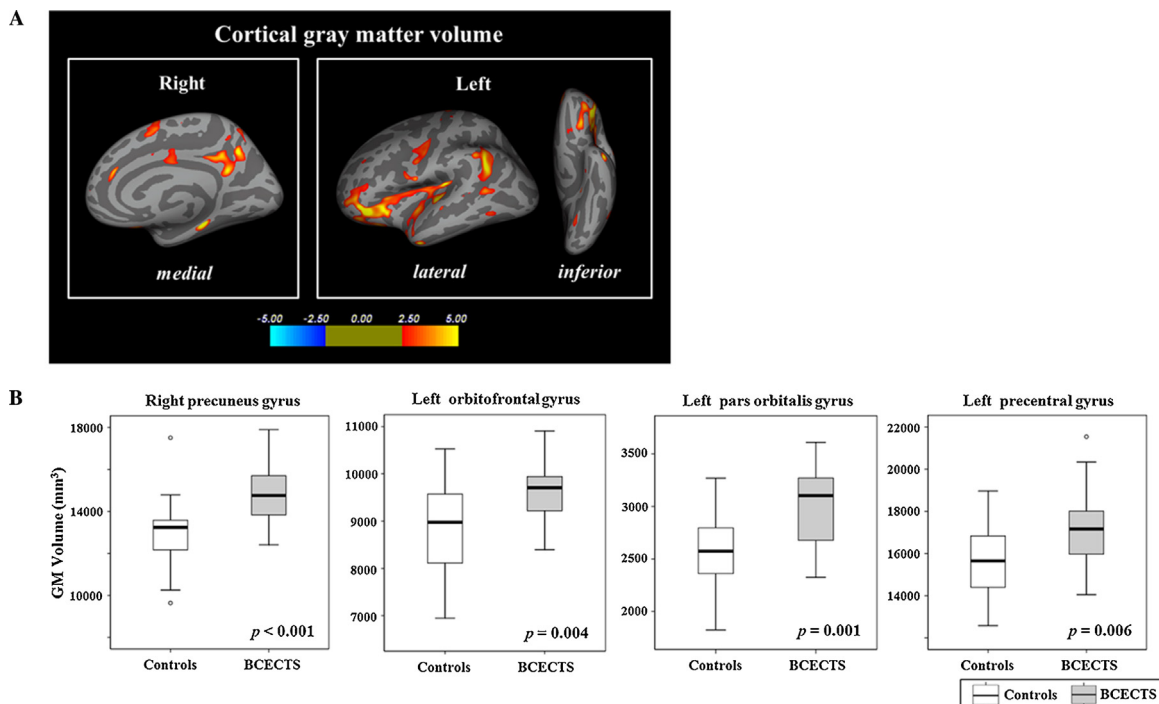 A
Cortical gray matter volume
Right
Left
medial
lateral
inferior
-5.00 -2.50 0.00 2.50 5.00
B
Right precuneus gyrus
Left orbitofrontal gyrus
Left pars orbitalis gyrus
Left precentral gyrus
GM Volume (mm³)
18000
14000
10000
p < 0.001
Controls BCECTS
11000
10000
9000
8000
7000
p = 0.004
Controls BCECTS
3500
3000
2500
2000
p = 0.001
Controls BCECTS
22000
20000
18000
16000
14000
p = 0.006
Controls BCECTS
Controls BCECTS